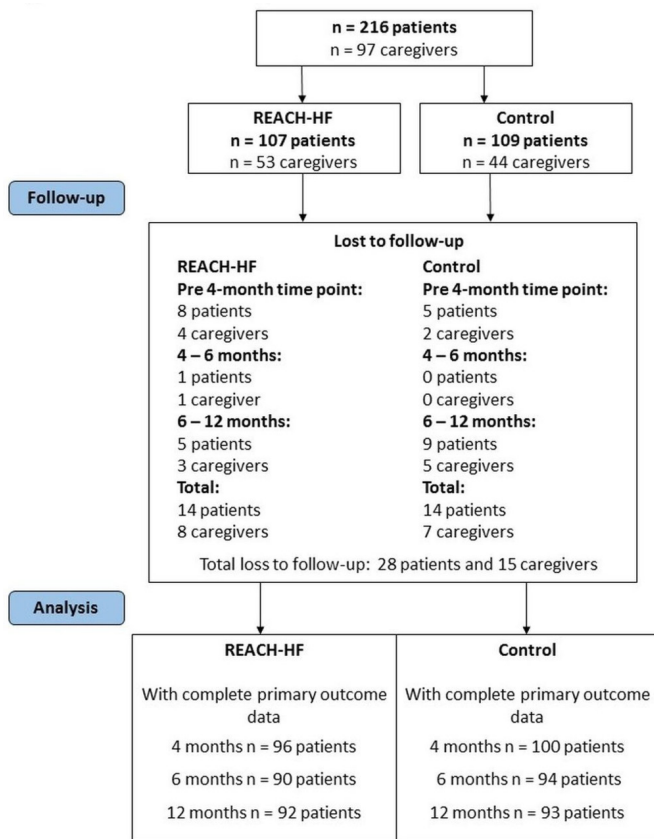 n = 216 patients
n = 97 caregivers
REACH-HF
n = 107 patients
n = 53 caregivers
Control
n = 109 patients
n = 44 caregivers
Follow-up
Lost to follow-up
REACH-HF
Pre 4-month time point:
8 patients
4 caregivers
4 – 6 months:
1 patients
1 caregiver
6 – 12 months:
5 patients
3 caregivers
Total:
14 patients
8 caregivers
Control
Pre 4-month time point:
5 patients
2 caregivers
4 – 6 months:
0 patients
0 caregivers
6 – 12 months:
9 patients
5 caregivers
Total:
14 patients
7 caregivers
Total loss to follow-up: 28 patients and 15 caregivers
Analysis
REACH-HF
With complete primary outcome
data
4 months n = 96 patients
6 months n = 90 patients
12 months n = 92 patients
Control
With complete primary outcome
data
4 months n = 100 patients
6 months n = 94 patients
12 months n = 93 patients